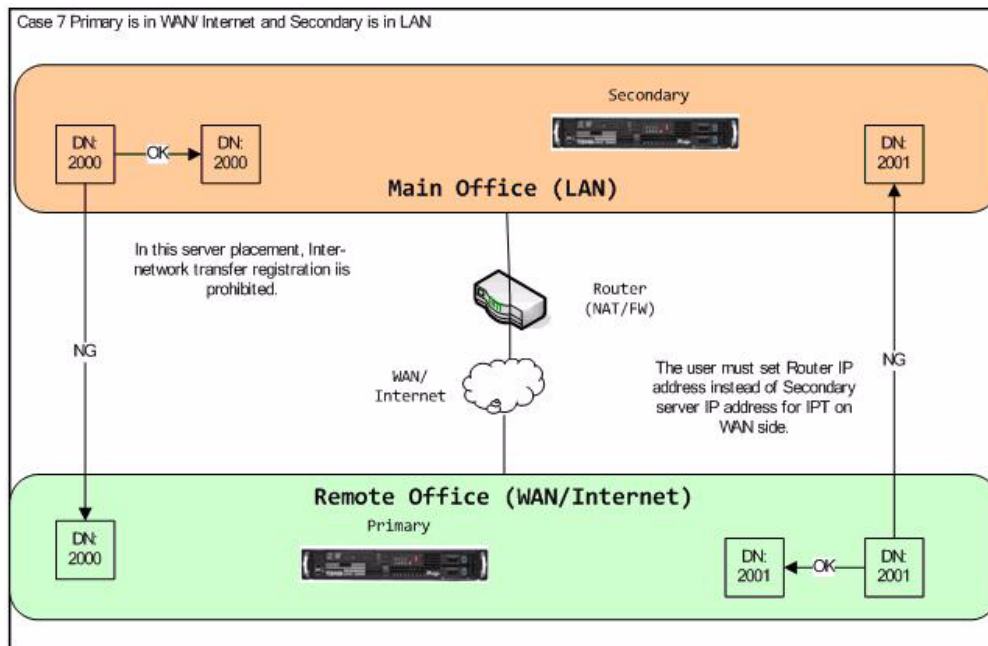 Case 7 Primary is in WAN/ Internet and Secondary is in LAN
Secondary
DN:
2000
OK
DN:
2000
DN:
2001
Main Office (LAN)
In this server placement, Inter-
network transfer registration iis
prohibited.
Router
(NAT/FW)
NG
NG
WAN/
Internet
The user must set Router IP
address instead of Secondary
server IP address for IPT on
WAN side.
Remote Office (WAN/Internet)
Primary
DN:
2000
DN:
2001
OK
DN:
2001